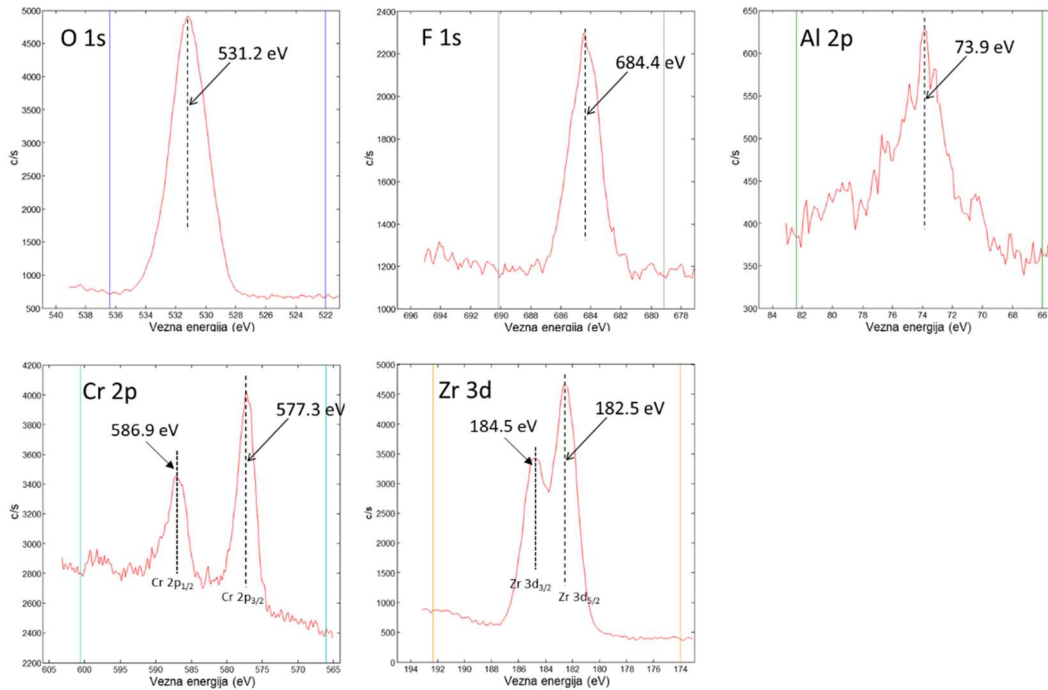 O 1s
531.2 eV
c/s
5000
4500
4000
3500
3000
2500
2000
1500
1000
500
540 538 536 534 532 530 528 526 524 522
Vezna energija (eV)
F 1s
684.4 eV
c/s
2400
2200
2000
1800
1600
1400
1200
1000
696 694 692 690 688 686 684 682 680 678 676
Vezna energija (eV)
Al 2p
73.9 eV
c/s
650
600
550
500
450
400
350
300
84 82 80 78 76 74 72 70 68 66
Vezna energija (eV)
Cr 2p
577.3 eV
586.9 eV
c/s
4200
4000
3800
3600
3400
3200
3000
2800
2600
2400
2200
Cr 2p1/2
Cr 2p3/2
605 600 595 590 585 580 575 570 565
Vezna energija (eV)
Zr 3d
182.5 eV
184.5 eV
c/s
5000
4500
4000
3500
3000
2500
2000
1500
1000
500
0
Zr 3d3/2
Zr 3d5/2
194 192 190 188 186 184 182 180 178 176 174
Vezna energija (eV)